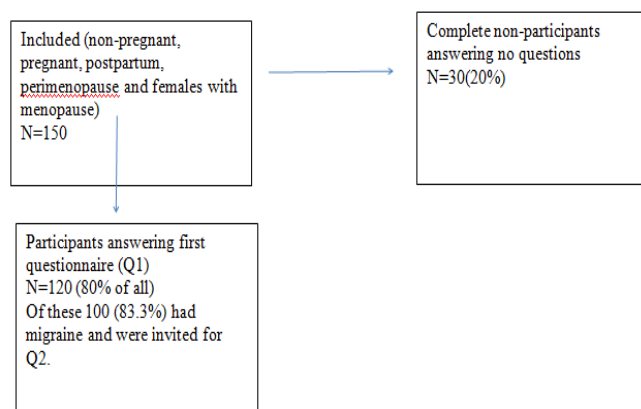 Included (non-pregnant,
pregnant, postpartum,
perimenopause and females with
menopause)
N=150
Complete non-participants
answering no questions
N=30(20%)
Participants answering first
questionnaire (Q1)
N=120 (80% of all)
Of these 100 (83.3%) had
migraine and were invited for
Q2.